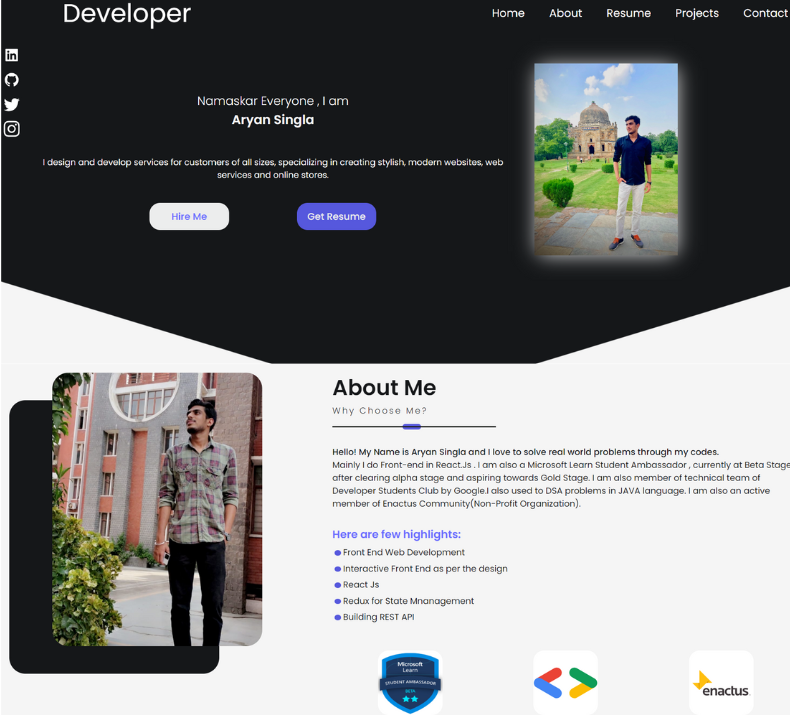 Developer
Home About Resume Projects Contact
Namaskar Everyone , I am
Aryan Singla
I design and develop services for customers of all sizes, specializing in creating stylish, modern websites, web
services and online stores.
Hire Me
Get Resume
About Me
Why Choose Me?
Hello! My Name is Aryan Singla and I love to solve real world problems through my codes.
Mainly I do Front-end in React.Js . I am also a Microsoft Learn Student Ambassador , currently at Beta Stage
after clearing alpha stage and aspiring towards Gold Stage. I am also member of technical team of
Developer Students Club by Google.I also used to DSA problems in JAVA language. I am also an active
member of Enactus Community(Non-Profit Organization).
Here are few highlights:
Front End Web Development
Interactive Front End as per the design
React Js
Redux for State Mnanagement
Building REST API
Microsoft
Learn
STUDENT AMBASSADOR
BETA
enactus.